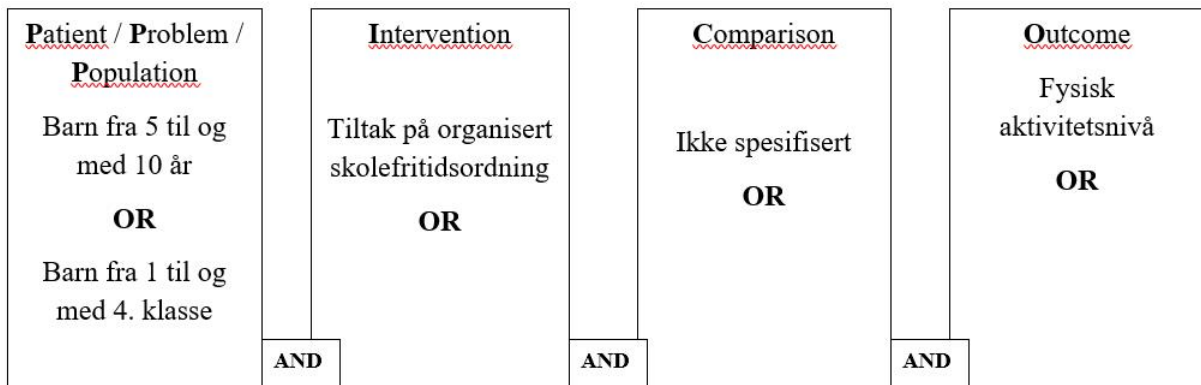 Patient / Problem /
Population
Barn fra 5 til og
med 10 år
OR
Barn fra 1 til og
med 4. klasse
AND
Intervention
Tiltak på organisert
skolefritidsordning
OR
AND
Comparison
Ikke spesifisert
OR
AND
Outcome
Fysisk
aktivitetsnivå
OR